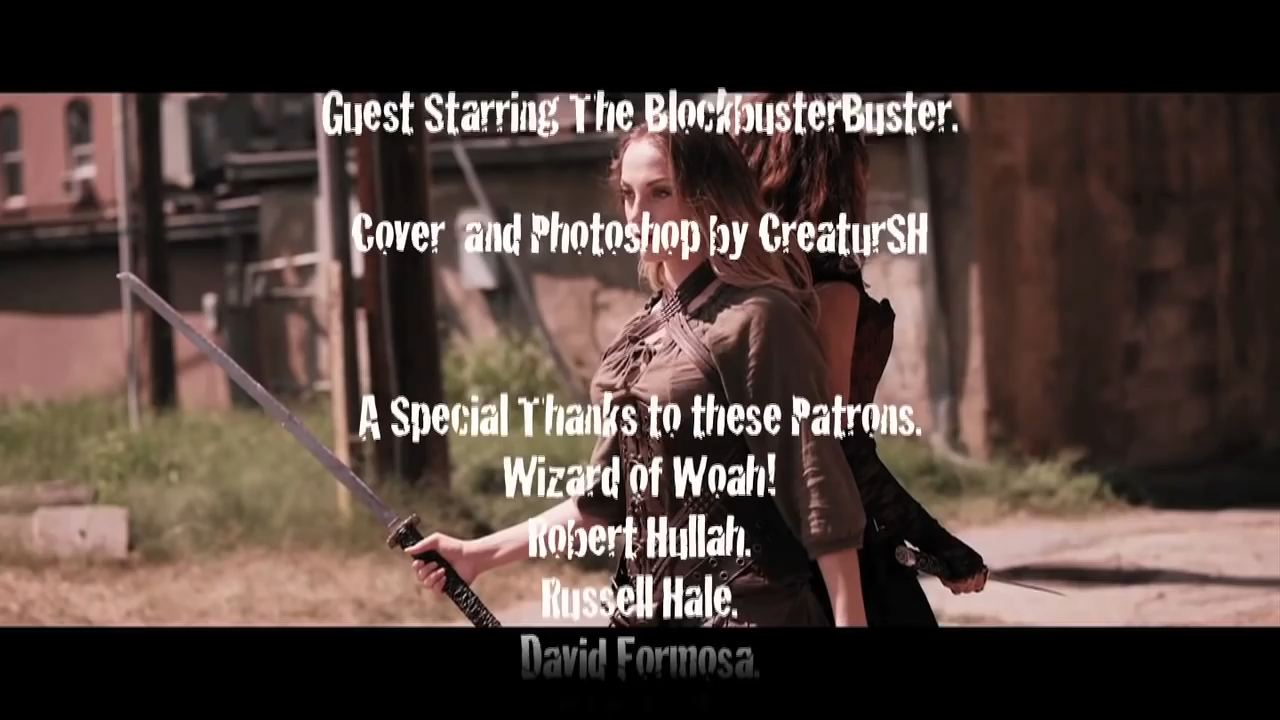 Guest Starring The BlockbusterBuster.
Cover and Photoshop by CreaturSH
A Special Thanks to these Patrons.
Wizard of Woah!
Robert Hullah.
Russell Hale.
David Formosa.